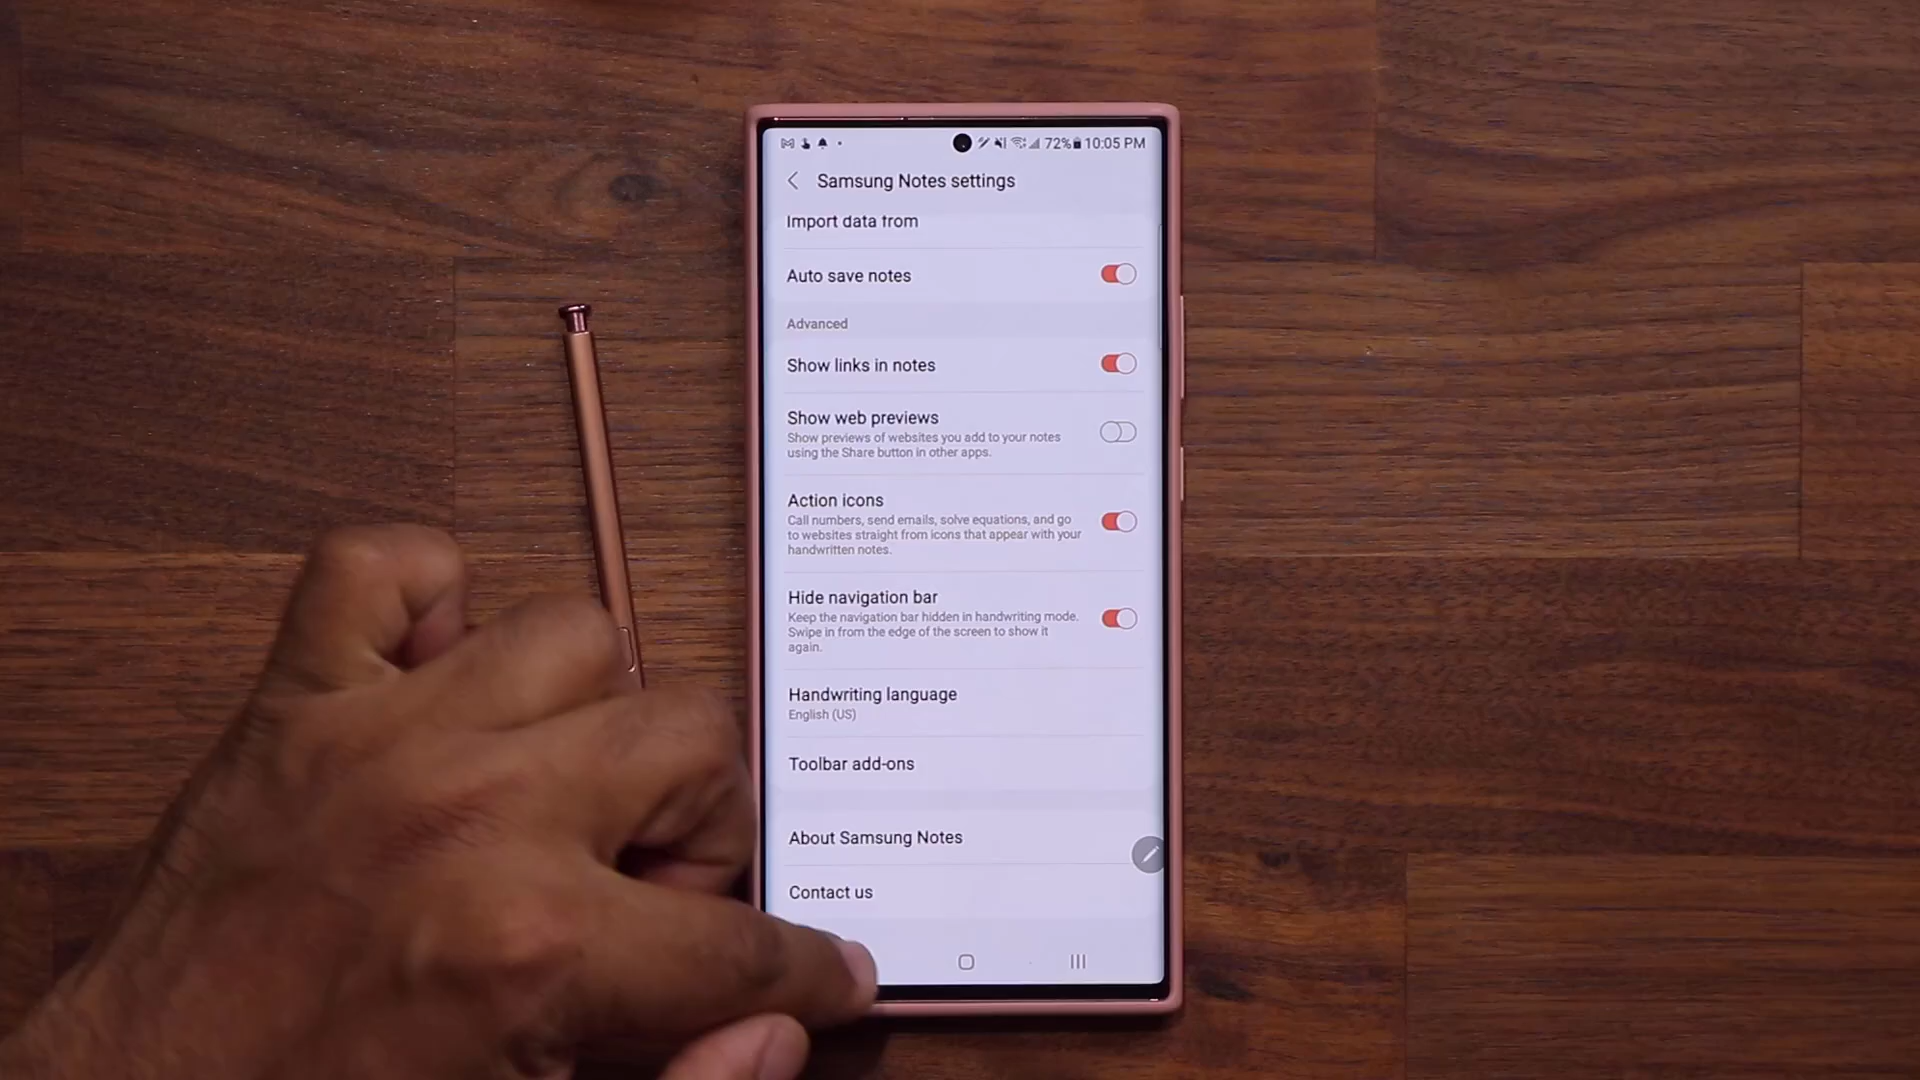 72% 10:05 PM
Samsung Notes settings
Import data from
Auto save notes
Advanced
Show links in notes
Show web previews
Show previews of websites you add to your notes
using the Share button in other apps.
Action icons
Call numbers, send emails, solve equations, and go
to websites straight from icons that appear with your
handwritten notes.
Hide navigation bar
Keep the navigation bar hidden in handwriting mode.
Swipe in from the edge of the screen to show it
again.
Handwriting language
English (US)
Toolbar add-ons
About Samsung Notes
Contact us